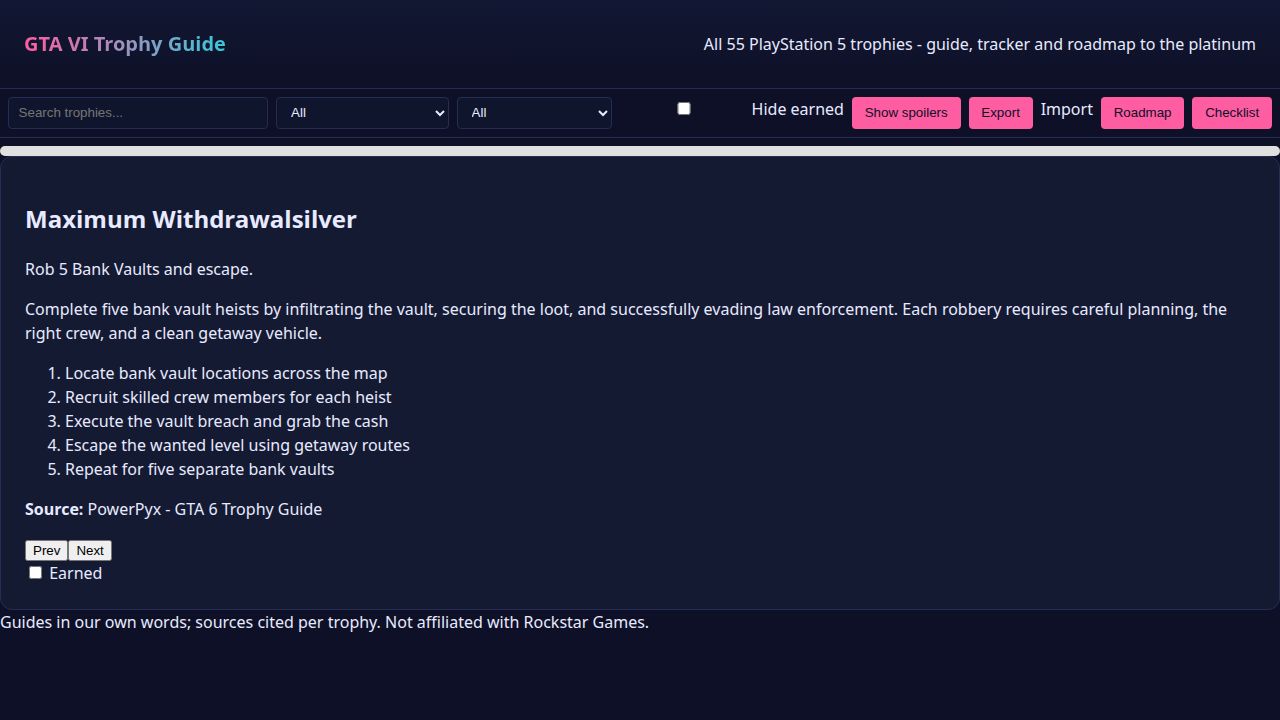 GTA VI Trophy Guide
All 55 PlayStation 5 trophies - guide, tracker and roadmap to the platinum
Search trophies...
All
All
Hide earned
Show spoilers
Export
Import
Roadmap
Checklist
Maximum Withdrawalsilver
Rob 5 Bank Vaults and escape.
Complete five bank vault heists by infiltrating the vault, securing the loot, and successfully evading law enforcement. Each robbery requires careful planning, the
right crew, and a clean getaway vehicle.
1. Locate bank vault locations across the map
2. Recruit skilled crew members for each heist
3. Execute the vault breach and grab the cash
4. Escape the wanted level using getaway routes
5. Repeat for five separate bank vaults
Source: PowerPyx - GTA 6 Trophy Guide
Prev
Next
Earned
Guides in our own words; sources cited per trophy. Not affiliated with Rockstar Games.